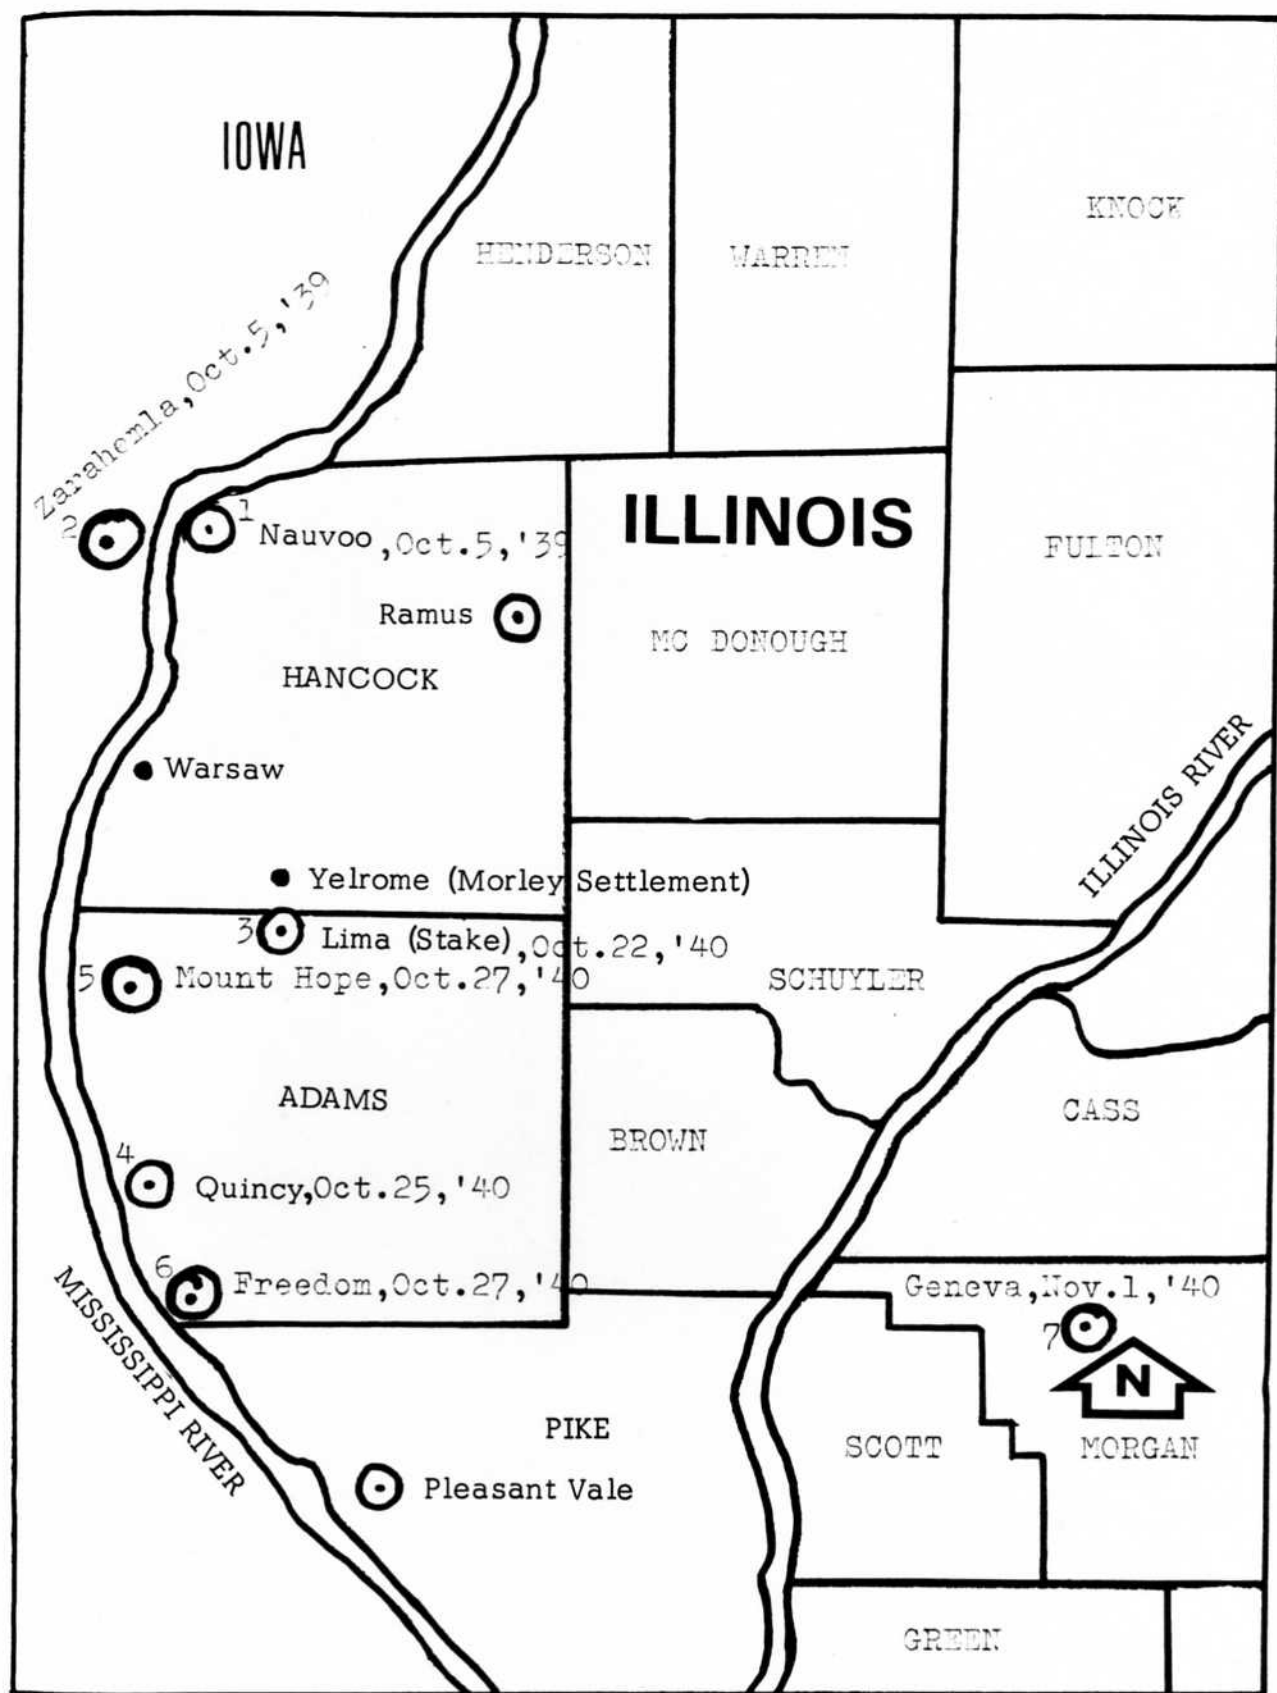 IOWA
KNOCK
HENDERSON
WARREN
Zarahemla,Oct.5,'39
2
1
Nauvoo,Oct.5,'39
ILLINOIS
FULTON
Ramus
MC DONOUGH
HANCOCK
Warsaw
ILLINOIS RIVER
Yelrome (Morley Settlement)
3
Lima (Stake),Oct.22,'40
5
Mount Hope,Oct.27,'40
SCHUYLER
ADAMS
CASS
BROWN
4
Quincy,Oct.25,'40
6
Freedom,Oct.27,'40
Geneva,Nov.1,'40
7
N
MISSISSIPPI RIVER
PIKE
SCOTT
MORGAN
Pleasant Vale
GREEN